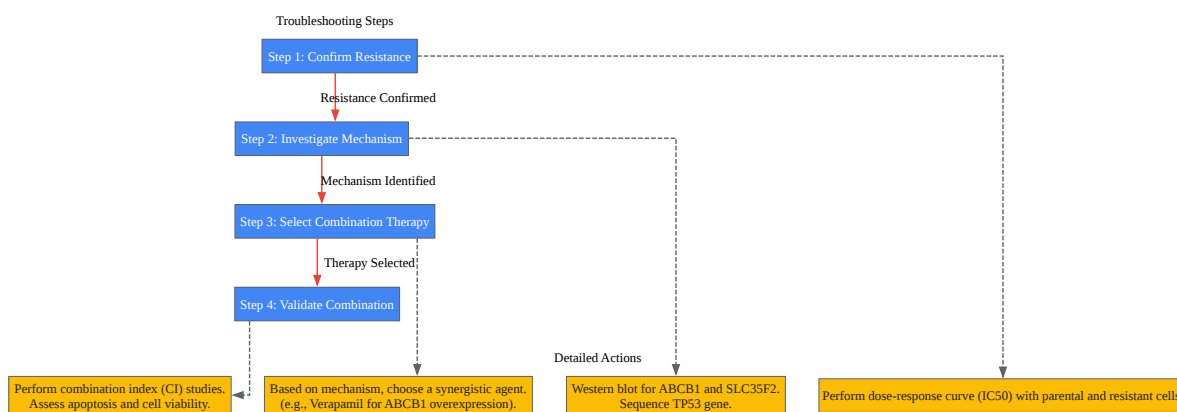 Troubleshooting Steps
Step 1: Confirm Resistance
Resistance Confirmed
Step 2: Investigate Mechanism
Mechanism Identified
Step 3: Select Combination Therapy
Therapy Selected
Step 4: Validate Combination
Detailed Actions
Perform combination index (CI) studies.
Assess apoptosis and cell viability.
Based on mechanism, choose a synergistic agent.
(e.g., Verapamil for ABCB1 overexpression).
Western blot for ABCB1 and SLC35F2.
Sequence TP53 gene.
Perform dose-response curve (IC50) with parental and resistant cells